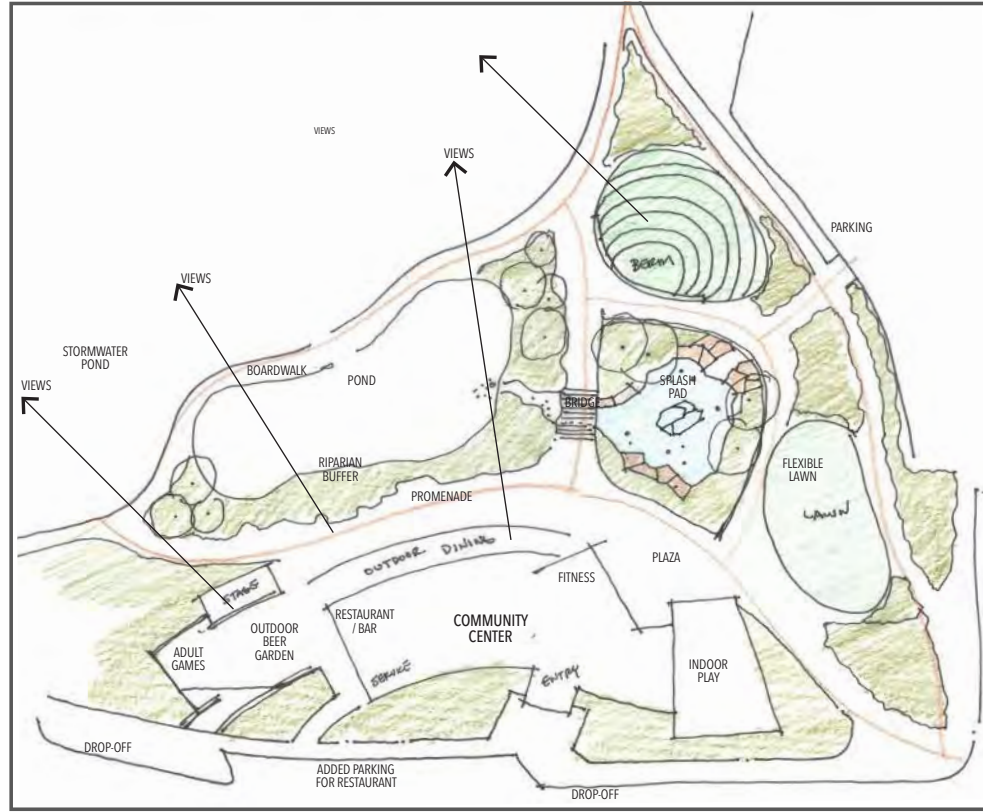 VIEWS
VIEWS
PARKING
BERM
VIEWS
STORMWATER
POND
BOARDWALK
POND
VIEWS
SPLASH
PAD
BRIDGE
RIPARIAN
BUFFER
FLEXIBLE
LAWN
PROMENADE
LAWN
OUTDOOR DINING
PLAZA
STAGE
FITNESS
RESTAURANT
/ BAR
COMMUNITY
CENTER
OUTDOOR
BEER
GARDEN
ADULT
GAMES
INDOOR
PLAY
SERVICE
ENTRY
DROP-OFF
ADDED PARKING
FOR RESTAURANT
DROP-OFF